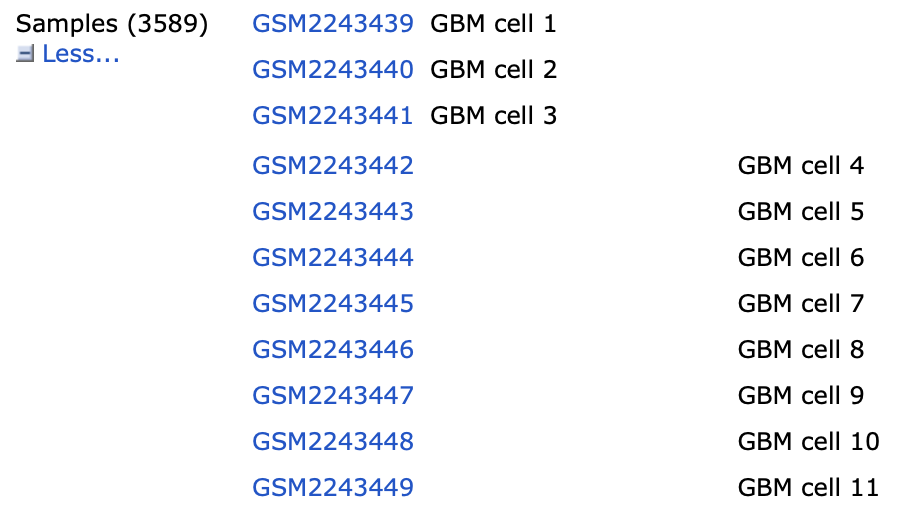 Samples (3589) GSM2243439 GBM cell 1
Less...
GSM2243440 GBM cell 2
GSM2243441 GBM cell 3
GSM2243442 GBM cell 4
GSM2243443 GBM cell 5
GSM2243444 GBM cell 6
GSM2243445 GBM cell 7
GSM2243446 GBM cell 8
GSM2243447 GBM cell 9
GSM2243448 GBM cell 10
GSM2243449 GBM cell 11